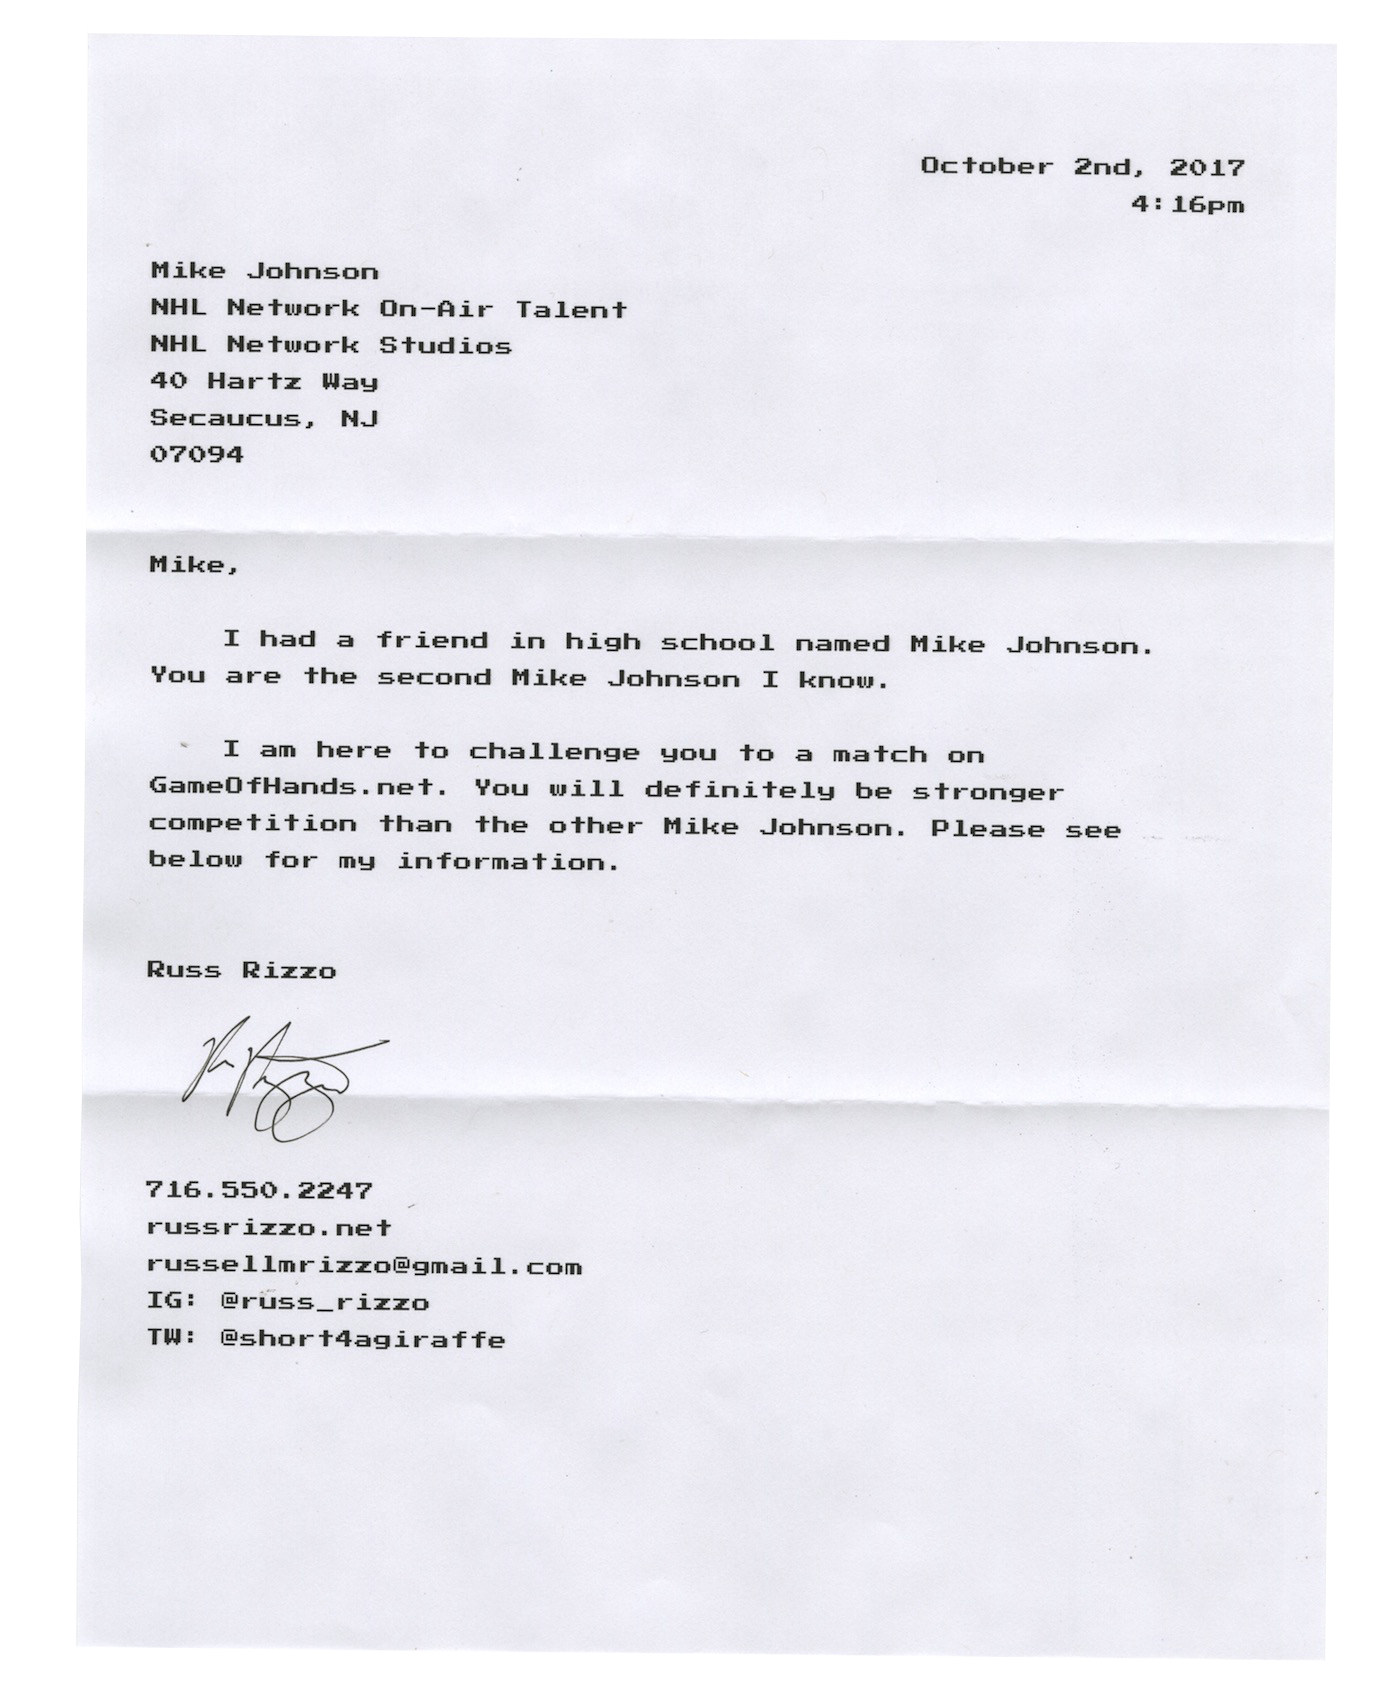 October 2nd, 2017
4:16pm
Mike Johnson
NHL Network On-Air Talent
NHL Network Studios
40 Hartz Way
Secaucus, NJ
07094
Mike,
I had a friend in high school named Mike Johnson.
You are the second Mike Johnson I know.
I am here to challenge you to a match on
GameOfHands.net. You will definitely be stronger
competition than the other Mike Johnson. Please see
below for my information.
Russ Rizzo
716.550.2247
russrizzo.net
russellmrizzo@gmail.com
IG: @russ_rizzo
TW: @short4agiraffe